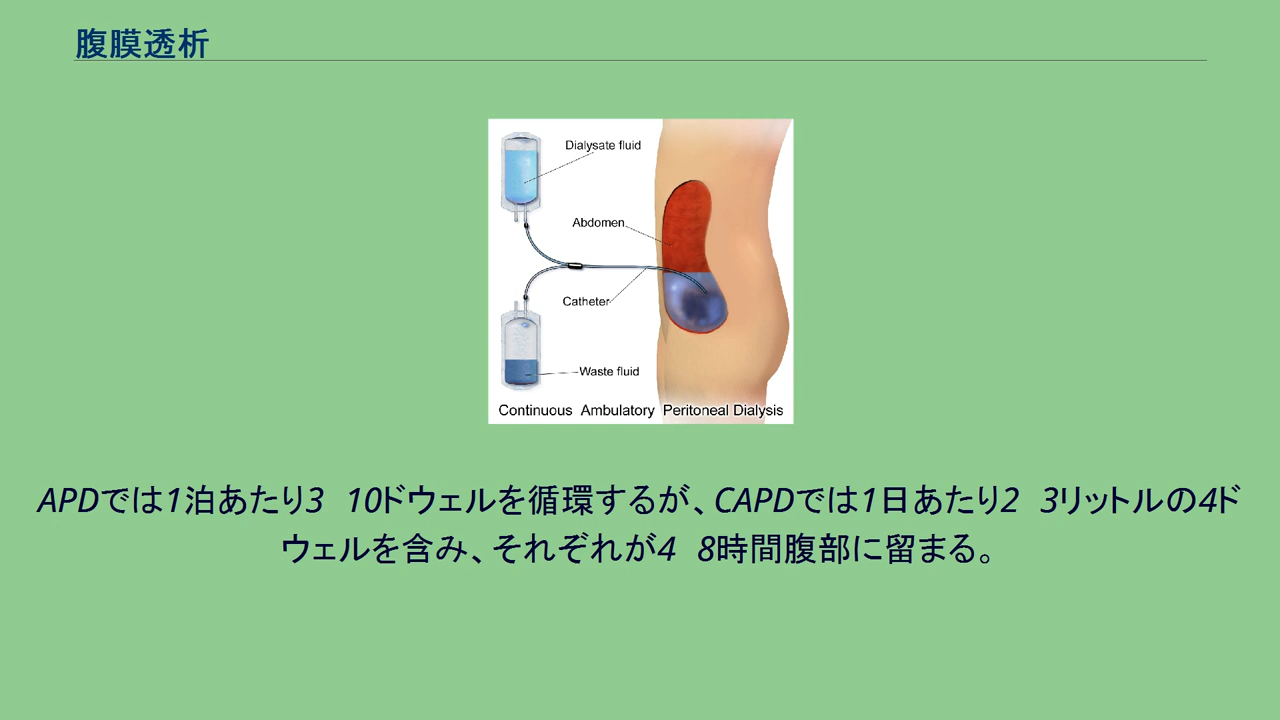 腹膜透析
Dialysate fluid
Abdomen
Catheter
Waste fluid
Continuous Ambulatory Peritoneal Dialysis
APDでは1泊あたり3 10ドウェルを循環するが、CAPDでは1日あたり2 3リットルの4ド
ウェルを含み、それぞれが4 8時間腹部に留まる。